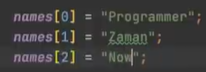 names[0] = "Programmer";
names[1] = "Zaman";
names[2] = "Now";